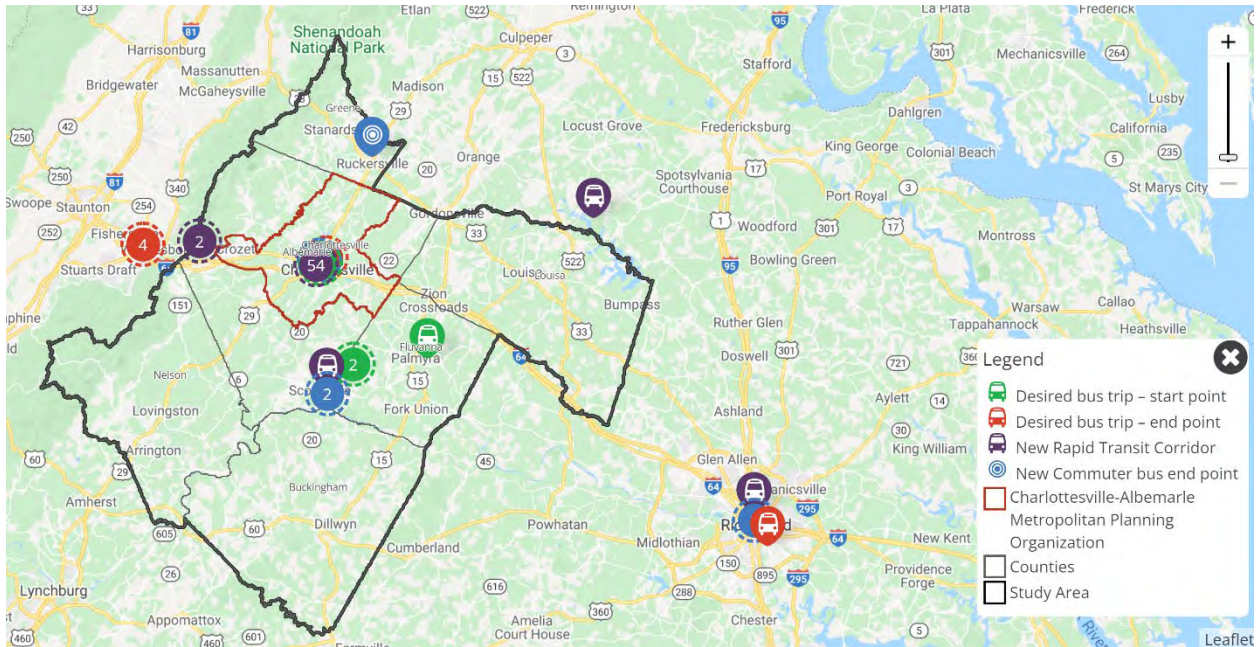 Shenandoah
National Park
Harrisonburg
Massanutten
McGaheysville
Bridgewater
Culpeper
Madison
Etlan
Remington
Stafford
La Plata
Frederick
Mechanicsville
Lusby
California
St Marys City
Dahlgren
Colonial Beach
King George
Port Royal
Montross
Fredericksburg
Locust Grove
Spotsylvania
Courthouse
Orange
Greene
Stanards
Ruckersville
Swoope
Staunton
Stuarts Draft
Crozet
Gordonsville
Charlottesville
Albemarle
Louisa
Louisa
Bumpass
Zion
Crossroads
Fluvanna
Palmyra
Fork Union
Nelson
Lovingston
Arrington
Amherst
Buckingham
Dillwyn
Cumberland
Lynchburg
Appomattox
Powhatan
Amelia
Court House
Midlothian
Chester
Glen Allen
Ashland
Doswell
Ruther Glen
Woodford
Bowling Green
Warsaw
Callao
Tappahannock
Heathsville
Aylett
King William
New Kent
Providence
Forge
4
2
54
2
2
+
−
Legend
Desired bus trip – start point
Desired bus trip – end point
New Rapid Transit Corridor
New Commuter bus end point
Charlottesville-Albemarle
Metropolitan Planning
Organization
Counties
Study Area
Leaflet